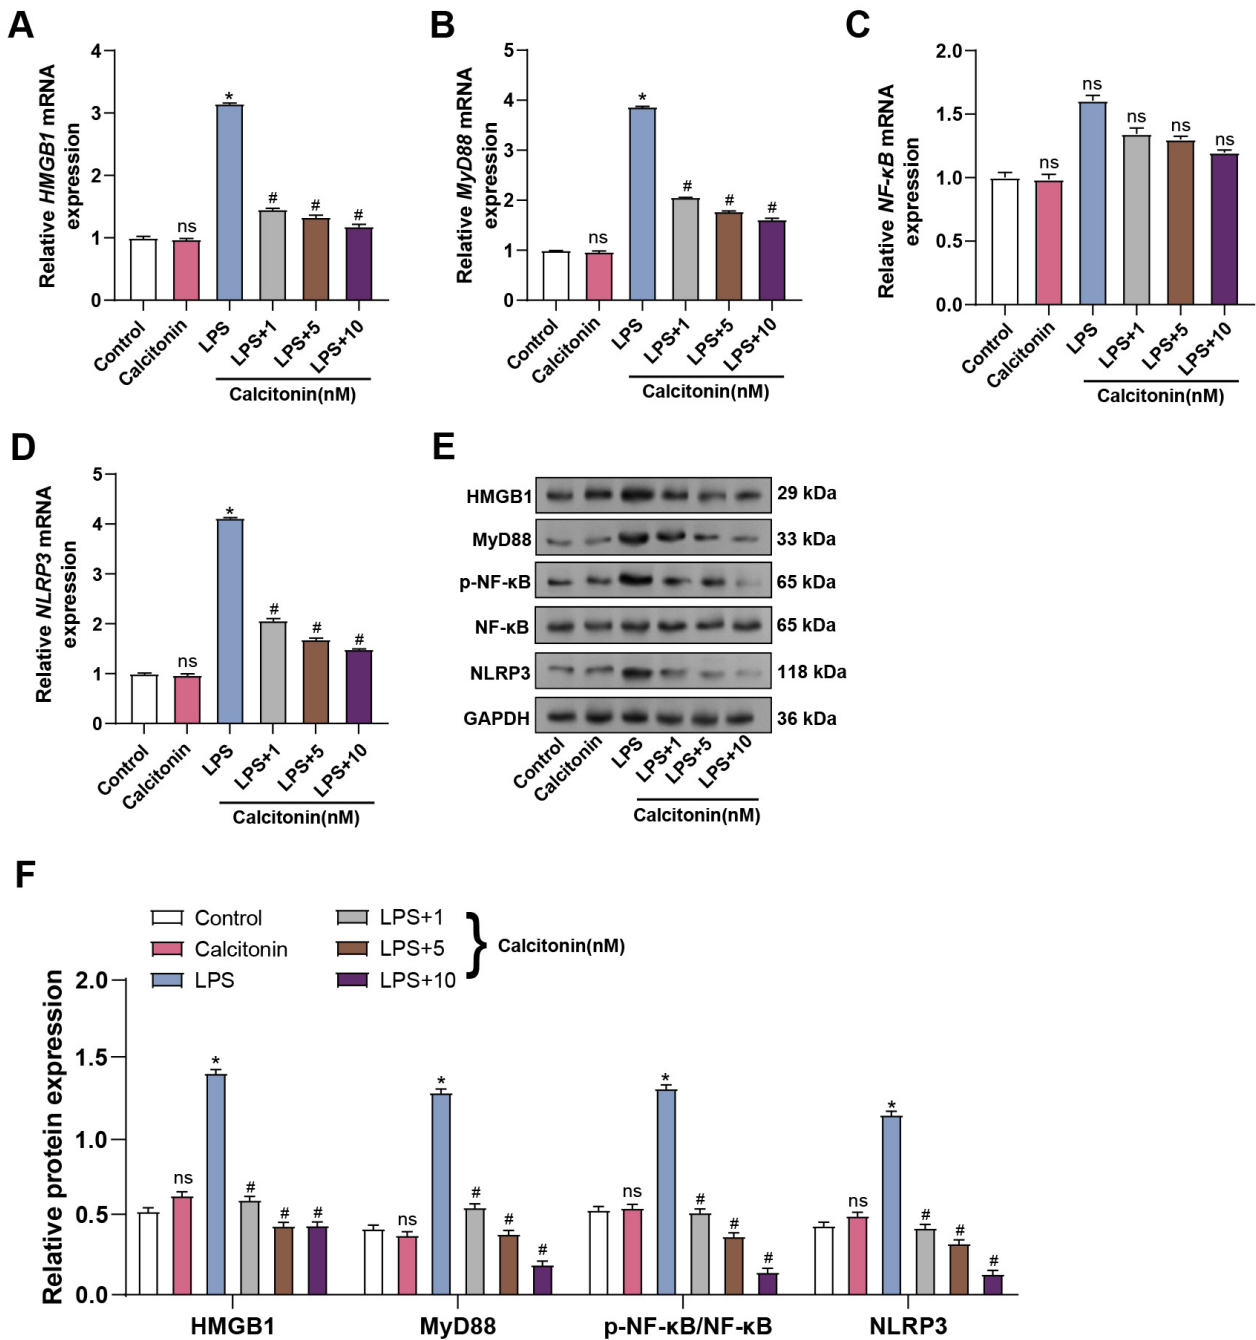 A
Relative HMGB1 mRNA
expression
4
3
2
1
0
*
ns
#
#
#
Control
Calcitonin
LPS
LPS+1
LPS+5
LPS+10
Calcitonin(nM)
B
Relative MyD88 mRNA
expression
5
4
3
2
1
0
*
ns
#
#
#
Control
Calcitonin
LPS
LPS+1
LPS+5
LPS+10
Calcitonin(nM)
C
Relative NF-κB mRNA
expression
2.0
1.5
1.0
0.5
0.0
ns
ns
ns
ns
ns
Control
Calcitonin
LPS
LPS+1
LPS+5
LPS+10
Calcitonin(nM)
D
Relative NLRP3 mRNA
expression
5
4
3
2
1
0
*
ns
#
#
#
Control
Calcitonin
LPS
LPS+1
LPS+5
LPS+10
Calcitonin(nM)
E
HMGB1 29 kDa
MyD88 33 kDa
p-NF-κB 65 kDa
NF-κB 65 kDa
NLRP3 118 kDa
GAPDH 36 kDa
Control
Calcitonin
LPS
LPS+1
LPS+5
LPS+10
Calcitonin(nM)
F
Control
Calcitonin
LPS
LPS+1
LPS+5
LPS+10
} Calcitonin(nM)
Relative protein expression
2.0
1.5
1.0
0.5
0.0
ns
*
#
#
#
ns
*
#
#
#
ns
*
#
#
#
ns
*
#
#
#
HMGB1
MyD88
p-NF-κB/NF-κB
NLRP3